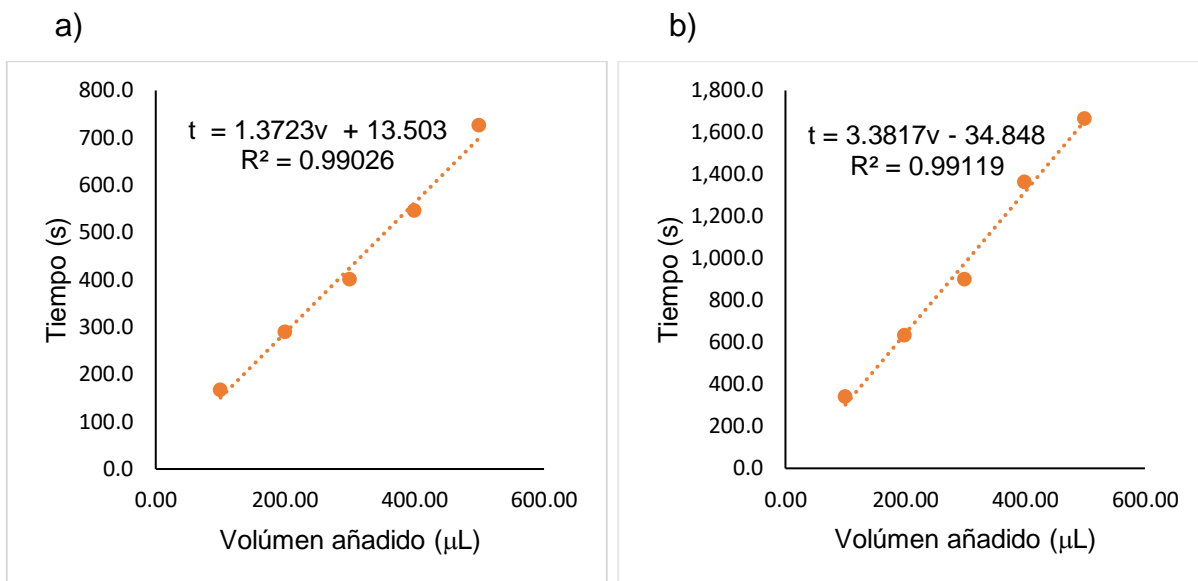 a)
t = 1.3723v + 13.503
R² = 0.99026
Tiempo (s)
800.0
700.0
600.0
500.0
400.0
300.0
200.0
100.0
0.0
0.00 200.00 400.00 600.00
Volúmen añadido (μL)
b)
t = 3.3817v - 34.848
R² = 0.99119
Tiempo (s)
1,800.0
1,600.0
1,400.0
1,200.0
1,000.0
800.0
600.0
400.0
200.0
0.0
0.00 200.00 400.00 600.00
Volúmen añadido (μL)